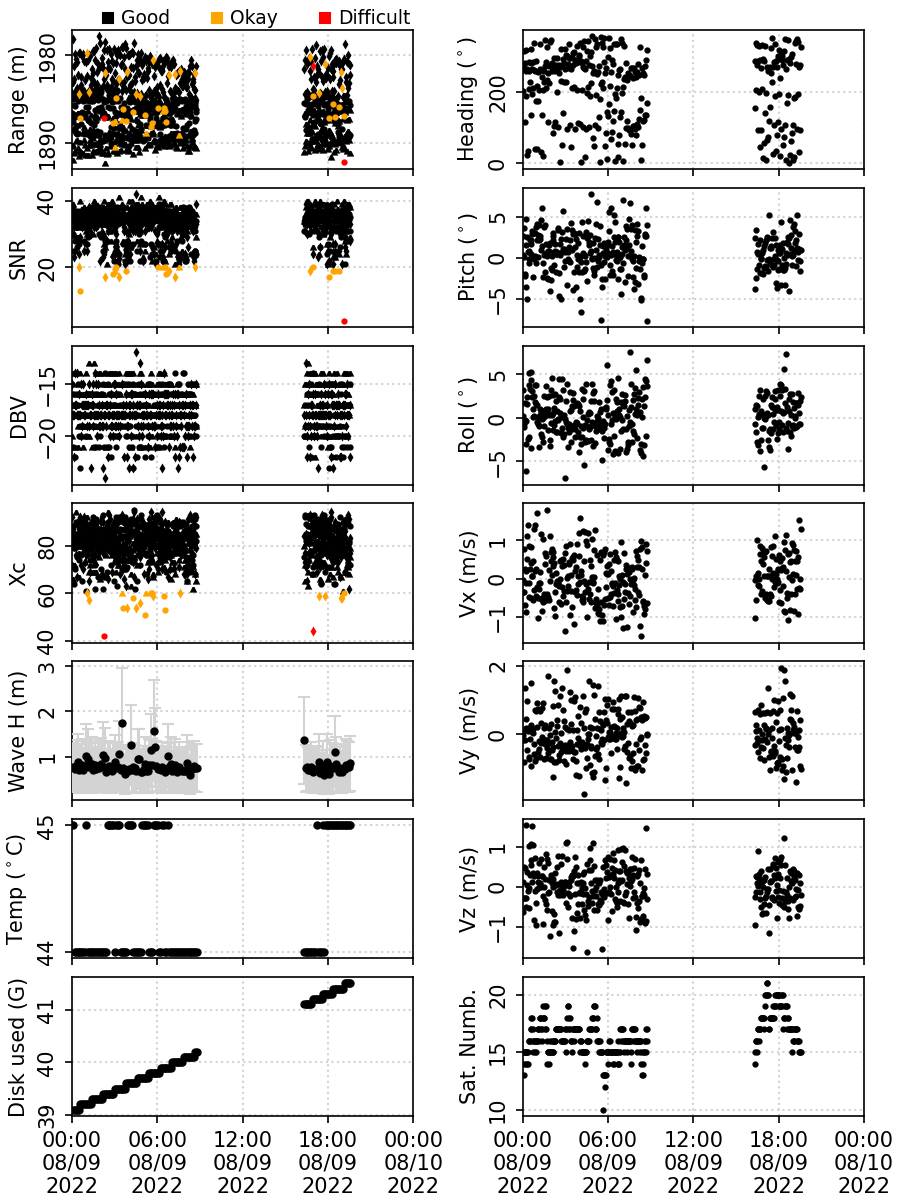 Good Okay Difficult
Range (m)
1980
1890
Heading (°)
200
0
SNR
40
20
Pitch (°)
5
0
−5
DBV
−15
−20
Roll (°)
5
0
−5
Xc
80
60
40
Vx (m/s)
1
0
−1
Wave H (m)
3
2
1
Vy (m/s)
2
0
Temp (°C)
45
44
Vz (m/s)
1
0
−1
Disk used (G)
41
40
39
Sat. Numb.
20
15
10
00:00 06:00 12:00 18:00 00:00
08/09 08/09 08/09 08/09 08/10
2022 2022 2022 2022 2022
00:00 06:00 12:00 18:00 00:00
08/09 08/09 08/09 08/09 08/10
2022 2022 2022 2022 2022